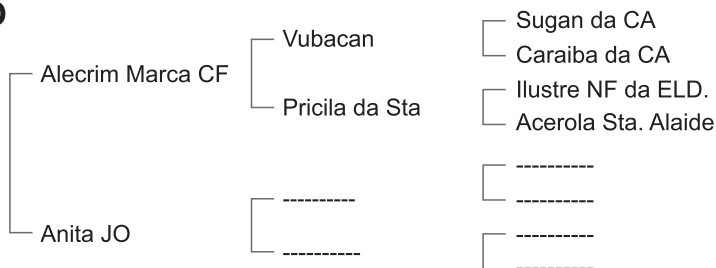 Sugan da CA
Vubacan
Caraiba da CA
Alecrim Marca CF
Ilustre NF da ELD.
Pricila da Sta
Acerola Sta. Alaide
----------
----------
----------
Anita JO
----------
----------
----------